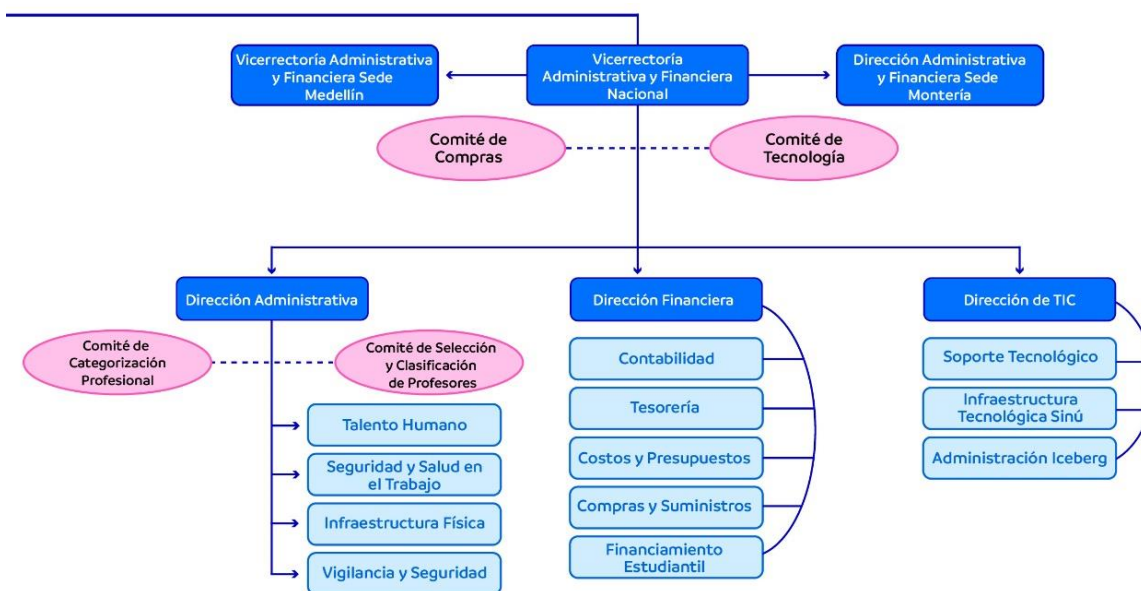 Vicerrectoría Administrativa
y Financiera Sede
Medellín
Vicerrectoría
Administrativa y Financiera
Nacional
Dirección Administrativa
y Financiera Sede
Montería
Comité de
Compras
Comité de
Tecnología
Dirección Administrativa
Dirección Financiera
Dirección de TIC
Comité de
Categorización
Profesional
Comité de Selección
y Clasificación
de Profesores
Talento Humano
Seguridad y Salud en
el Trabajo
Infraestructura Física
Vigilancia y Seguridad
Contabilidad
Tesorería
Costos y Presupuestos
Compras y Suministros
Financiamiento
Estudiantil
Soporte Tecnológico
Infraestructura
Tecnológica Sinú
Administración Iceberg